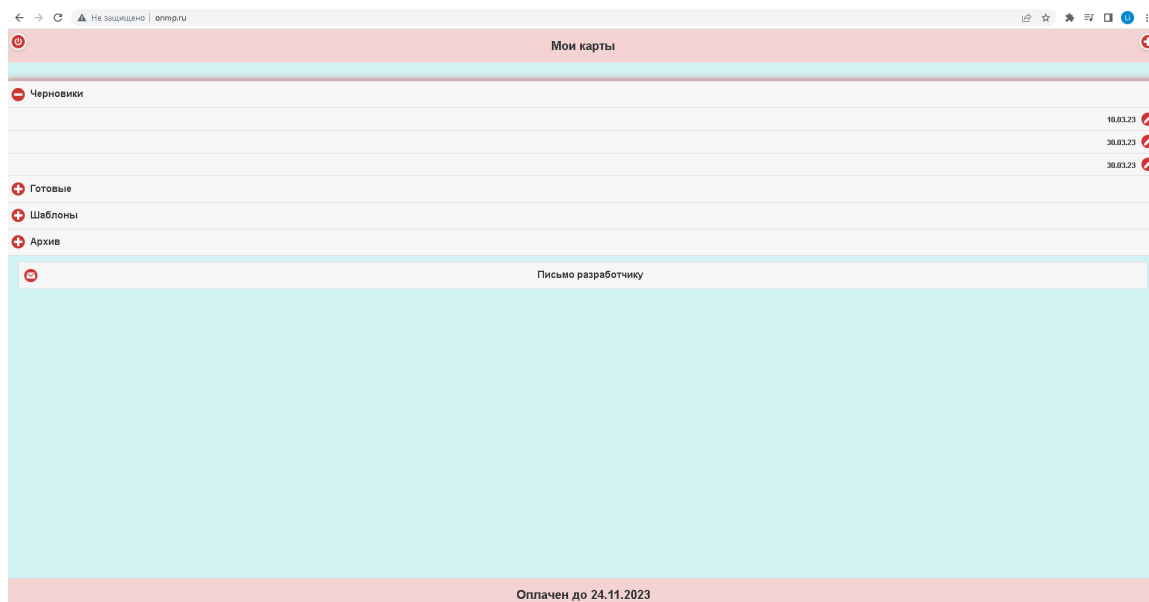 Не защищено onmp.ru
Мои карты
Черновики
10.03.23
30.03.23
30.03.23
Готовые
Шаблоны
Архив
Письмо разработчику
Оплачен до 24.11.2023